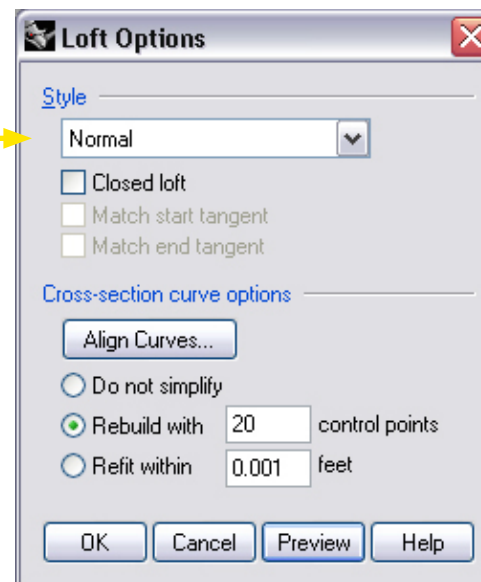 Loft Options
Style
Normal
Closed loft
Match start tangent
Match end tangent
Cross-section curve options
Align Curves...
Do not simplify
Rebuild with 20 control points
Refit within 0.001 feet
OK Cancel Preview Help